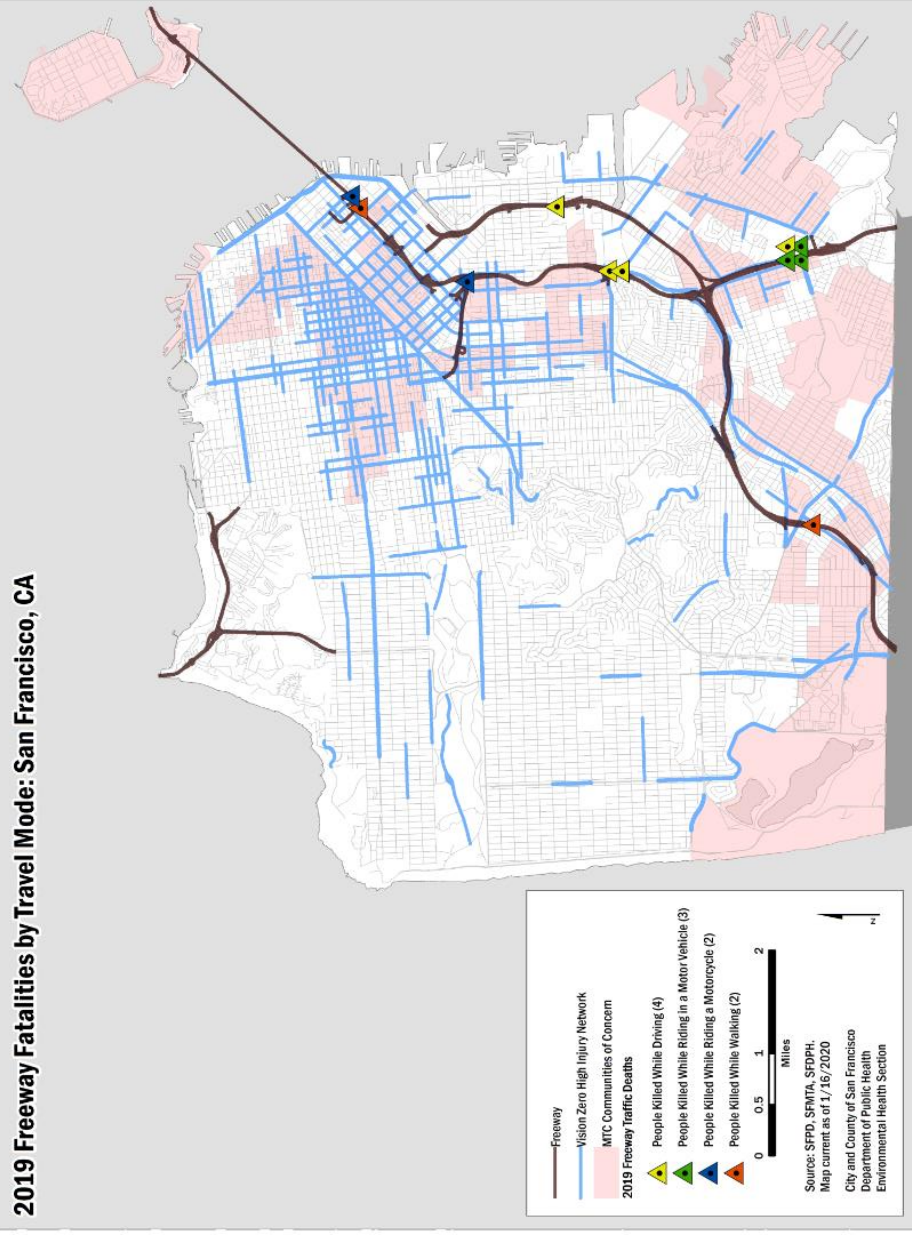 2019 Freeway Fatalities by Travel Mode: San Francisco, CA
Freeway
Vision Zero High Injury Network
MTC Communities of Concern
2019 Freeway Traffic Deaths
People Killed While Driving (4)
People Killed While Riding in a Motor Vehicle (3)
People Killed While Riding a Motorcycle (2)
People Killed While Walking (2)
0 0.5 1 2
Miles
Source: SFPD, SFMTA, SFDPH.
Map current as of 1/16/2020
City and County of San Francisco
Department of Public Health
Environmental Health Section
N